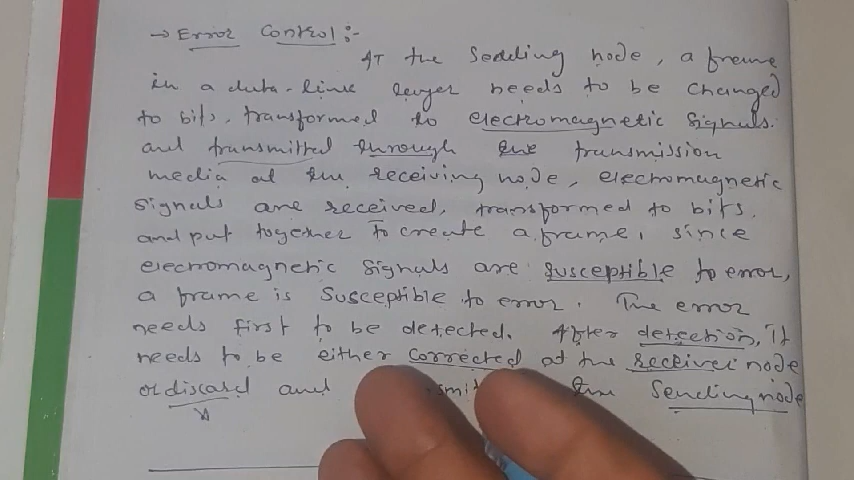 → Error Control:-
At the Sedding node, a frame
in a data-link layer needs to be changed
to bits, transformed to electromagnetic signals.
and transmitted through the transmission
media at the receiving node, electromagnetic
signals are received, transformed to bits.
and put together to create a frame, since
electromagnetic signals are susceptible to error,
a frame is susceptible to error. The error
needs first to be detected. After detection, it
needs to be either corrected at the receiver node
or discard and the Sending node